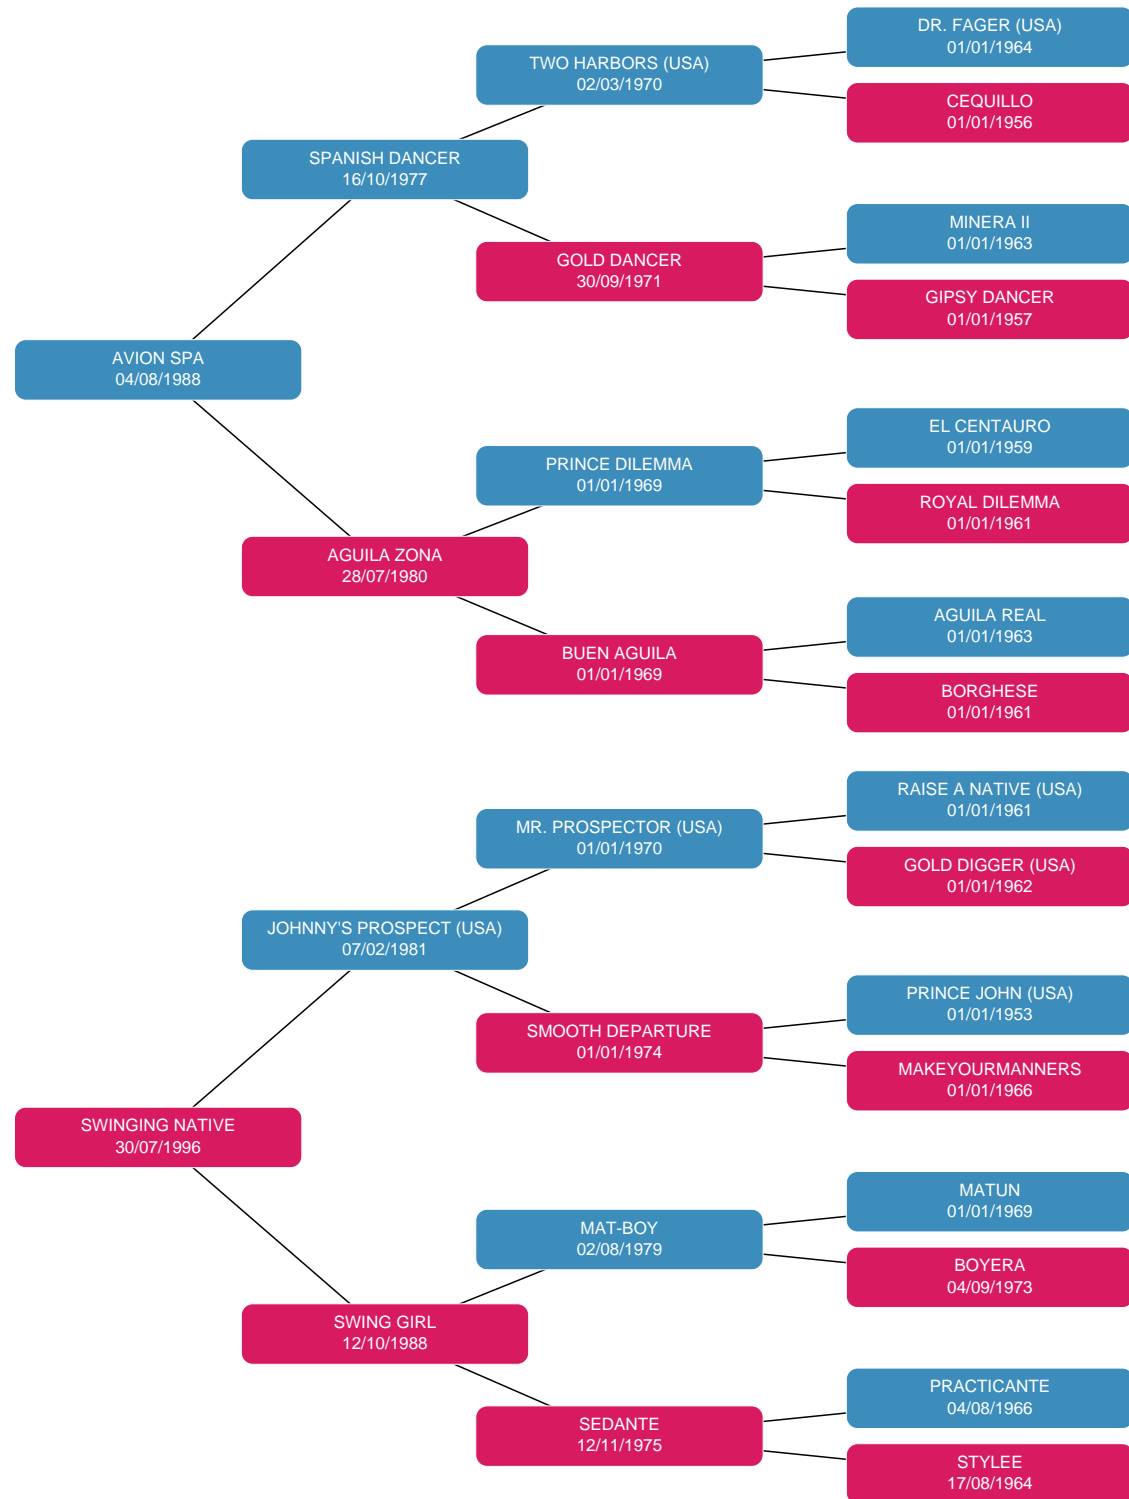 DR. FAGER (USA)
01/01/1964
TWO HARBORS (USA)
02/03/1970
CEQUILLO
01/01/1956
SPANISH DANCER
16/10/1977
MINERA II
01/01/1963
GOLD DANCER
30/09/1971
GIPSY DANCER
01/01/1957
AVION SPA
04/08/1988
EL CENTAURO
01/01/1959
PRINCE DILEMMA
01/01/1969
ROYAL DILEMMA
01/01/1961
AGUILA ZONA
28/07/1980
AGUILA REAL
01/01/1963
BUEN AGUILA
01/01/1969
BORGHESE
01/01/1961
RAISE A NATIVE (USA)
01/01/1961
MR. PROSPECTOR (USA)
01/01/1970
GOLD DIGGER (USA)
01/01/1962
JOHNNY'S PROSPECT (USA)
07/02/1981
PRINCE JOHN (USA)
01/01/1953
SMOOTH DEPARTURE
01/01/1974
MAKEYOURMANNERS
01/01/1966
SWINGING NATIVE
30/07/1996
MATUN
01/01/1969
MAT-BOY
02/08/1979
BOYERA
04/09/1973
SWING GIRL
12/10/1988
PRACTICANTE
04/08/1966
SEDANTE
12/11/1975
STYLEE
17/08/1964